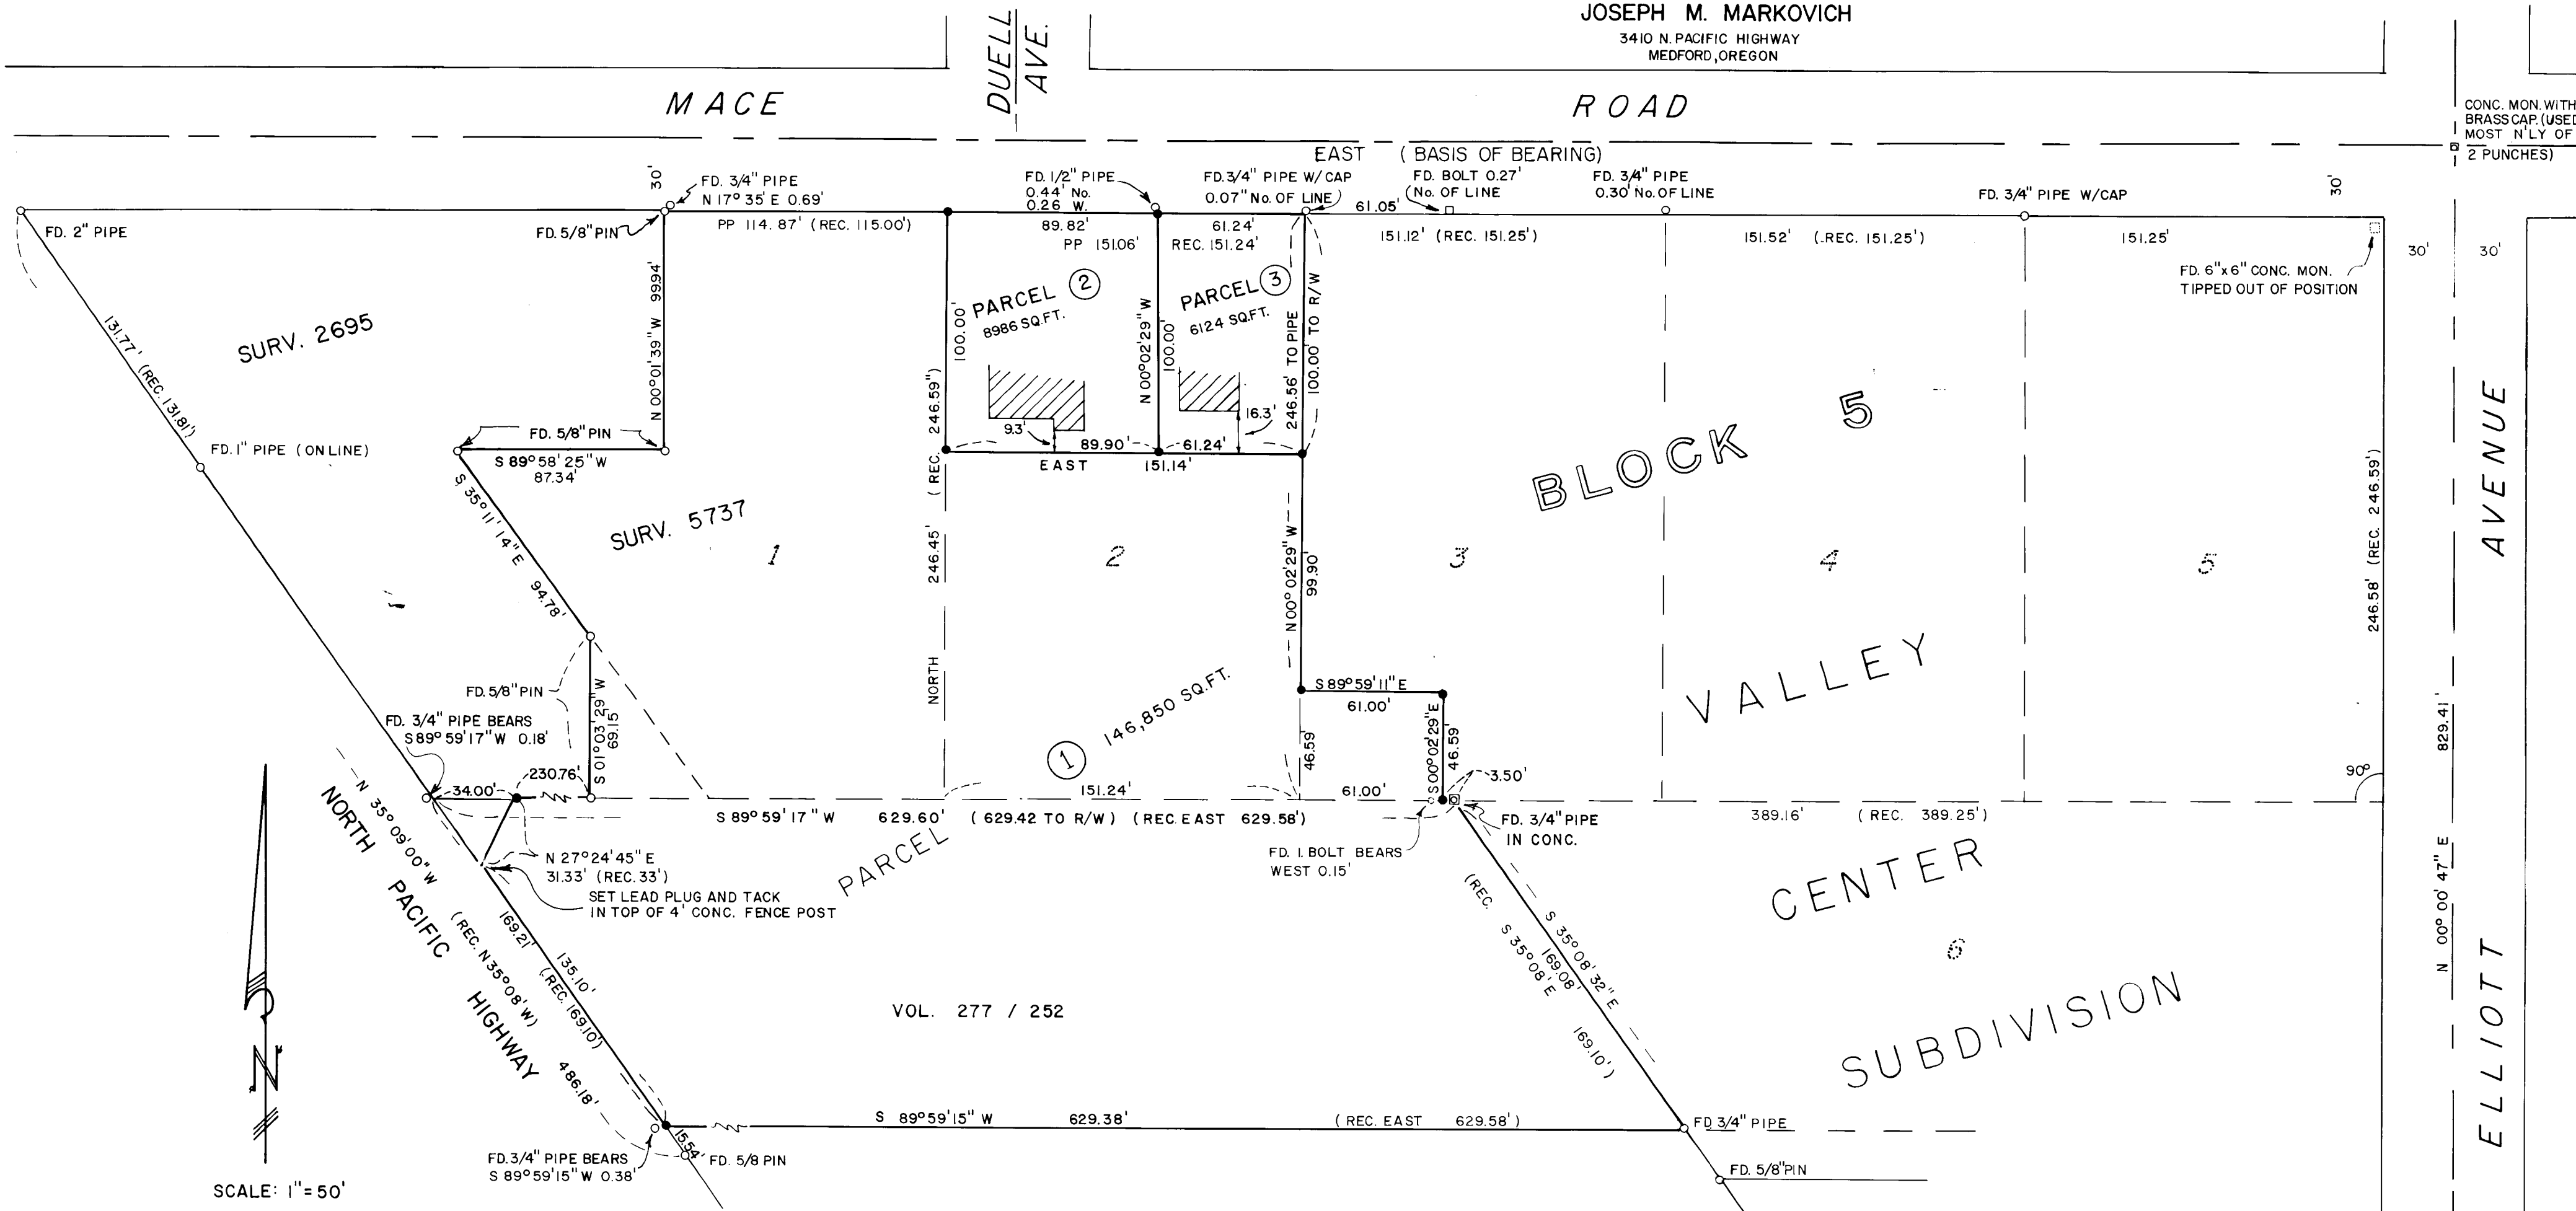 JOSEPH M. MARKOVICH
3410 N. PACIFIC HIGHWAY
MEDFORD, OREGON
DUELL
AVE.
MACE
ROAD
CONC. MON. WITH
BRASS CAP. (USED
MOST N'LY OF
2 PUNCHES)
EAST (BASIS OF BEARING)
30'
FD. 3/4" PIPE
N 17° 35' E 0.69'
FD. 1/2" PIPE
0.44' No.
0.26 W.
FD. 3/4" PIPE W/ CAP
0.07" No. OF LINE
FD. BOLT 0.27'
No. OF LINE
FD. 3/4" PIPE
0.30' No. OF LINE
FD. 3/4" PIPE W/CAP
30'
61.05'
FD. 2" PIPE
FD. 5/8" PIN
PP 114.87' (REC. 115.00')
89.82'
61.24'
PP 151.06' REC. 151.24'
151.12' (REC. 151.25')
151.52' (REC. 151.25')
151.25'
30'
30'
FD. 6"x 6" CONC. MON.
TIPPED OUT OF POSITION
131.77' (REC. 131.81')
SURV. 2695
N 00° 01' 39" W 99.94'
100.00'
PARCEL 2
8986 SQ. FT.
N 00° 02' 29" W
100.00'
PARCEL 3
6124 SQ. FT.
246.56' TO PIPE
100.00' TO R/W
9.3'
16.3'
FD. 1" PIPE (ON LINE)
FD. 5/8" PIN
S 89° 58' 25" W
87.34'
89.90'
61.24'
EAST 151.14'
S 35° 11' 14" E 94.78'
SURV. 5737
1
2
3
4
5
NORTH 246.45' (REC. 246.59")
N 00° 02' 29" W
99.90'
BLOCK 5
VALLEY
246.58' (REC. 246.59')
AVENUE
FD. 5/8" PIN
S 01° 03' 29" W
69.15'
FD. 3/4" PIPE BEARS
S 89° 59' 17" W 0.18'
1 146,850 SQ. FT.
S 89° 59' 11" E
61.00'
46.59'
S 00° 02' 29" E
46.59'
3.50'
829.41'
90°
34.00'
230.76'
151.24'
61.00'
S 89° 59' 17" W 629.60' (629.42 TO R/W) (REC. EAST 629.58')
389.16' (REC. 389.25')
FD. 3/4" PIPE
IN CONC.
FD. I. BOLT BEARS
WEST 0.15'
N 27° 24' 45" E
31.33' (REC. 33')
SET LEAD PLUG AND TACK
IN TOP OF 4' CONC. FENCE POST
PARCEL
CENTER
N 35° 09' 00" W (REC. N 35° 08' W)
NORTH PACIFIC HIGHWAY
169.21' (REC. 169.10')
135.10'
486.18'
S 35° 08' 32" E
169.08'
(REC. S 35° 08' E 169.10')
6
N 00° 00' 47" E
SUBDIVISION
ELLIOTT
VOL. 277 / 252
N
S 89° 59' 15" W 629.38' (REC. EAST 629.58')
FD 3/4" PIPE
FD. 3/4" PIPE BEARS
S 89° 59' 15" W 0.38'
15.54'
FD. 5/8 PIN
FD. 5/8" PIN
SCALE: 1" = 50'